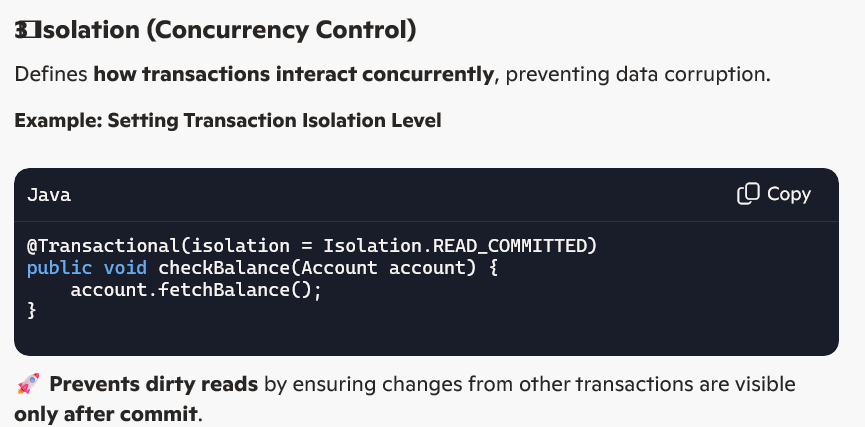 3 Isolation (Concurrency Control)
Defines how transactions interact concurrently, preventing data corruption.
Example: Setting Transaction Isolation Level
Java
Copy
@Transactional(isolation = Isolation.READ_COMMITTED)
public void checkBalance(Account account) {
    account.fetchBalance();
}
🚀 Prevents dirty reads by ensuring changes from other transactions are visible
only after commit.